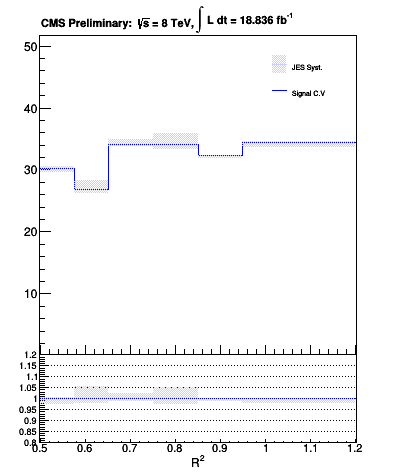 CMS Preliminary: √s = 8 TeV, ∫ L dt = 18.836 fb⁻¹
50
JES Syst.
Signal C.V
40
30
20
10
1.2
1.15
1.1
1.05
1
0.95
0.9
0.85
0.8
0.5 0.6 0.7 0.8 0.9 1 1.1 1.2
R²